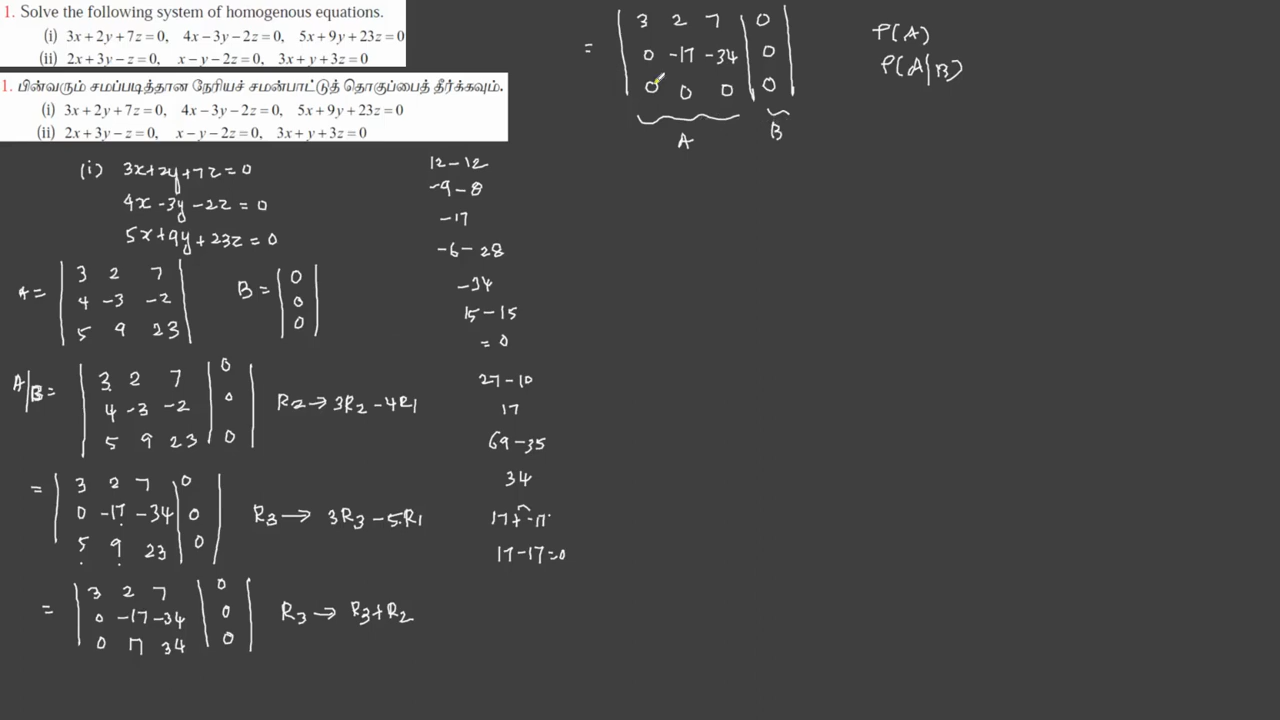 1. Solve the following system of homogenous equations.
(i) 3x+2y+7z=0, 4x−3y−2z=0, 5x+9y+23z=0
(ii) 2x+3y−z=0, x−y−2z=0, 3x+y+3z=0
1. பின்வரும் சமப்படித்தான நேரியச் சமன்பாட்டுத் தொகுப்பைத் தீர்க்கவும்.
(i) 3x+2y+7z=0, 4x−3y−2z=0, 5x+9y+23z=0
(ii) 2x+3y−z=0, x−y−2z=0, 3x+y+3z=0
(i) 3x+2y+7z=0
4x-3y-2z=0
5x+9y+23z=0
A= | 3 2 7 |
| 4 -3 -2 |
| 5 9 23 |
B = | 0 |
| 0 |
| 0 |
A|B = | 3 2 7 | 0 |
| 4 -3 -2 | 0 | R2→3R2-4R1
| 5 9 23 | 0 |
= | 3 2 7 | 0 |
| 0 -17 -34 | 0 | R3→ 3R3-5R1
| 5 9 23 | 0 |
= | 3 2 7 | 0 |
| 0 -17 -34 | 0 | R3→ R3+R2
| 0 17 34 | 0 |
12-12
-9-8
-17
-6-28
-34
15-15
=0
27-10
17
69-35
34
17+-17
17-17=0
= | 3 2 7 | 0 |
| 0 -17 -34 | 0 |
| 0 0 0 | 0 |
A B
P(A)
P(A|B)